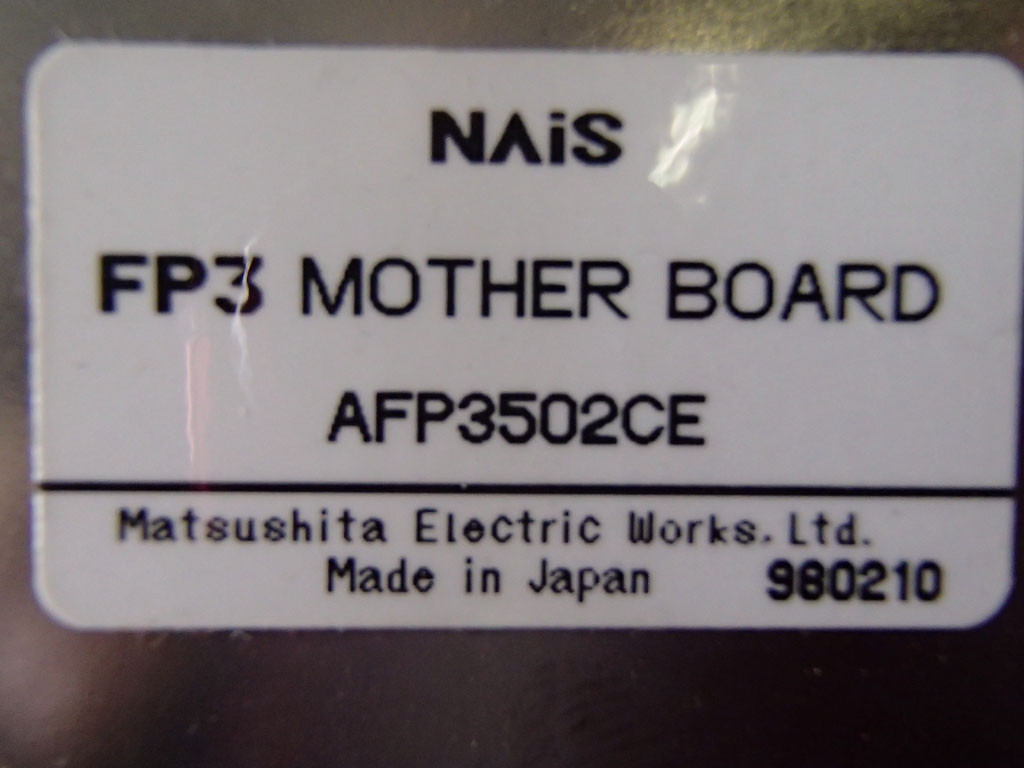 NAiS
FP3 MOTHER BOARD
AFP3502CE
Matsushita Electric Works, Ltd.
Made in Japan 980210